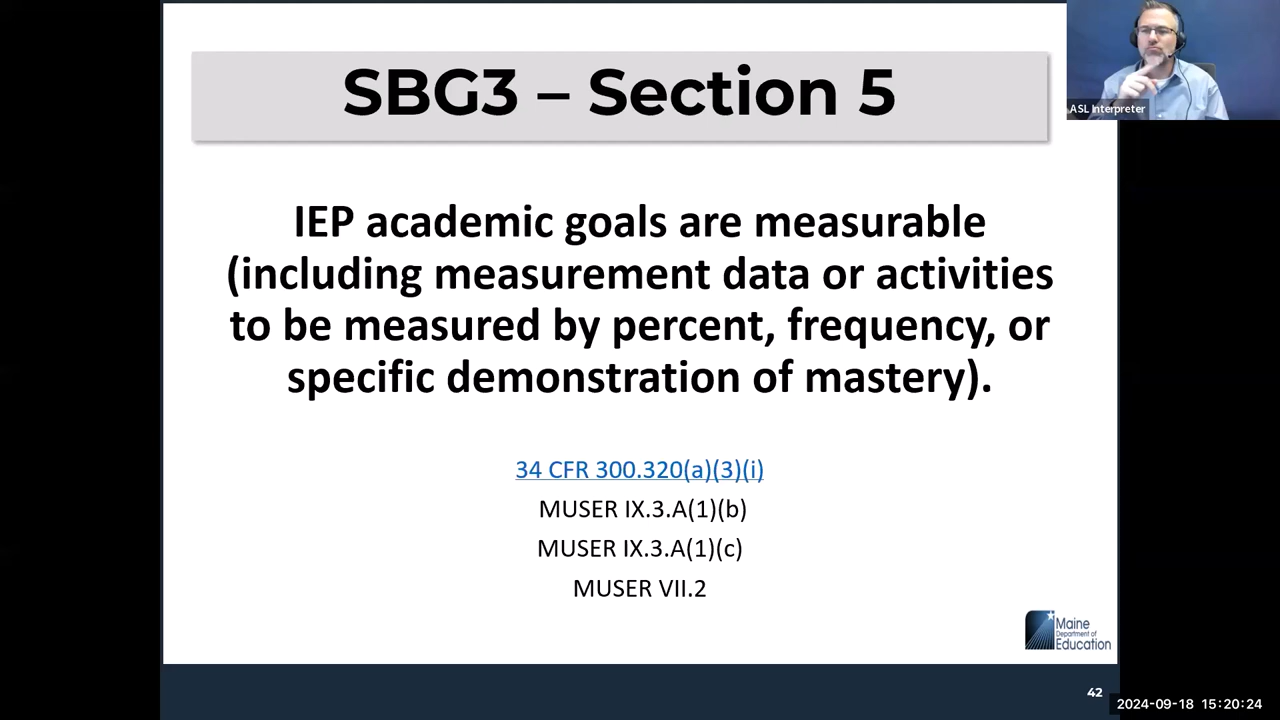 SBG3 – Section 5
ASL Interpreter
IEP academic goals are measurable
(including measurement data or activities
to be measured by percent, frequency, or
specific demonstration of mastery).
34 CFR 300.320(a)(3)(i)
MUSER IX.3.A(1)(b)
MUSER IX.3.A(1)(c)
MUSER VII.2
Maine
Department of
Education
42
2024-09-18 15:20:24